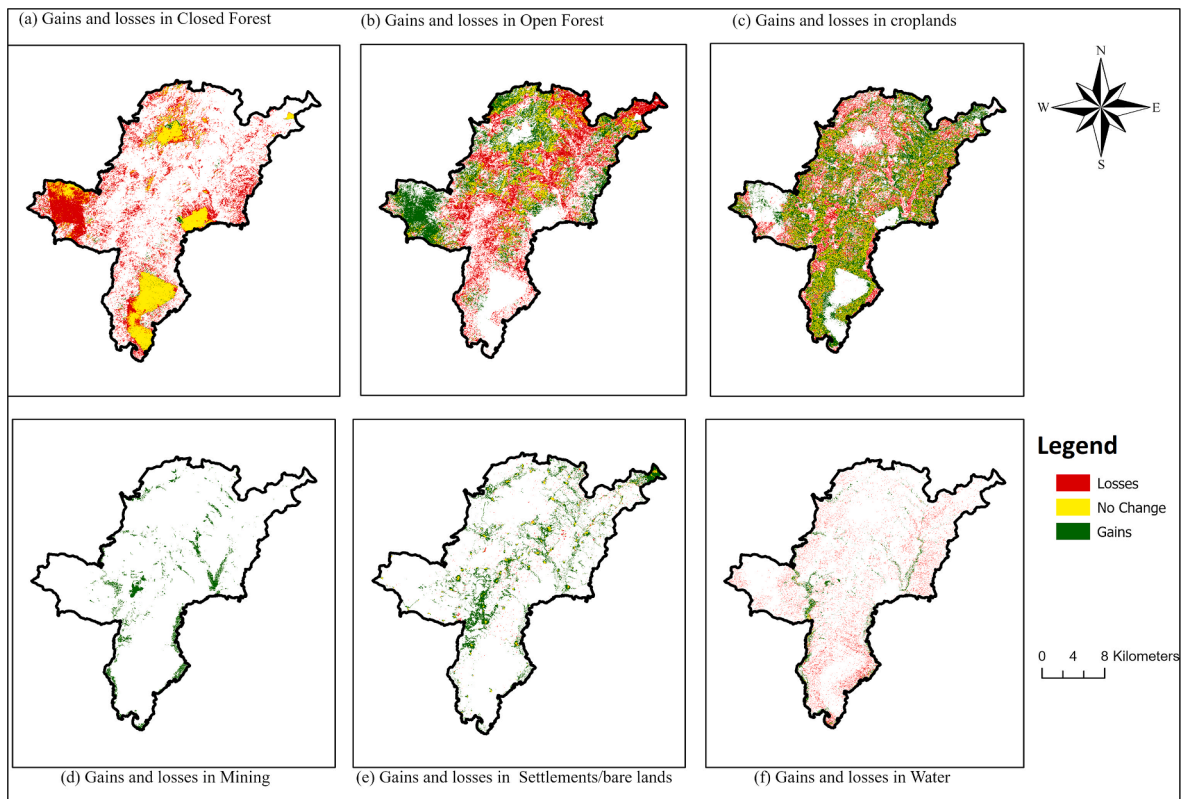 (a) Gains and losses in Closed Forest
(b) Gains and losses in Open Forest
(c) Gains and losses in croplands
N
W
E
S
Legend
Losses
No Change
Gains
0 4 8 Kilometers
(d) Gains and losses in Mining
(e) Gains and losses in Settlements/bare lands
(f) Gains and losses in Water